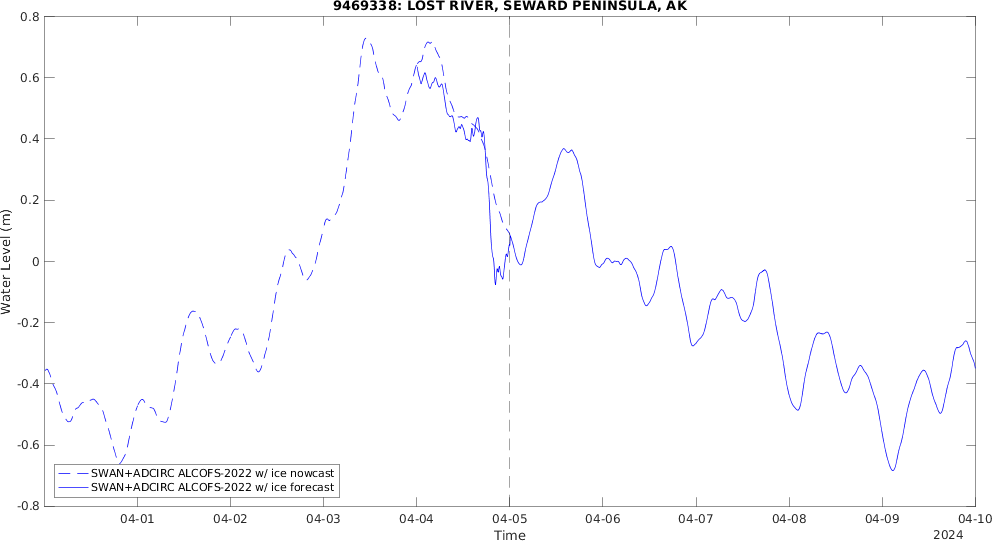 9469338: LOST RIVER, SEWARD PENINSULA, AK
0.8
0.6
0.4
0.2
0
-0.2
-0.4
-0.6
-0.8
Water Level (m)
SWAN+ADCIRC ALCOFS-2022 w/ ice nowcast
SWAN+ADCIRC ALCOFS-2022 w/ ice forecast
04-01 04-02 04-03 04-04 04-05 04-06 04-07 04-08 04-09 04-10
Time
2024